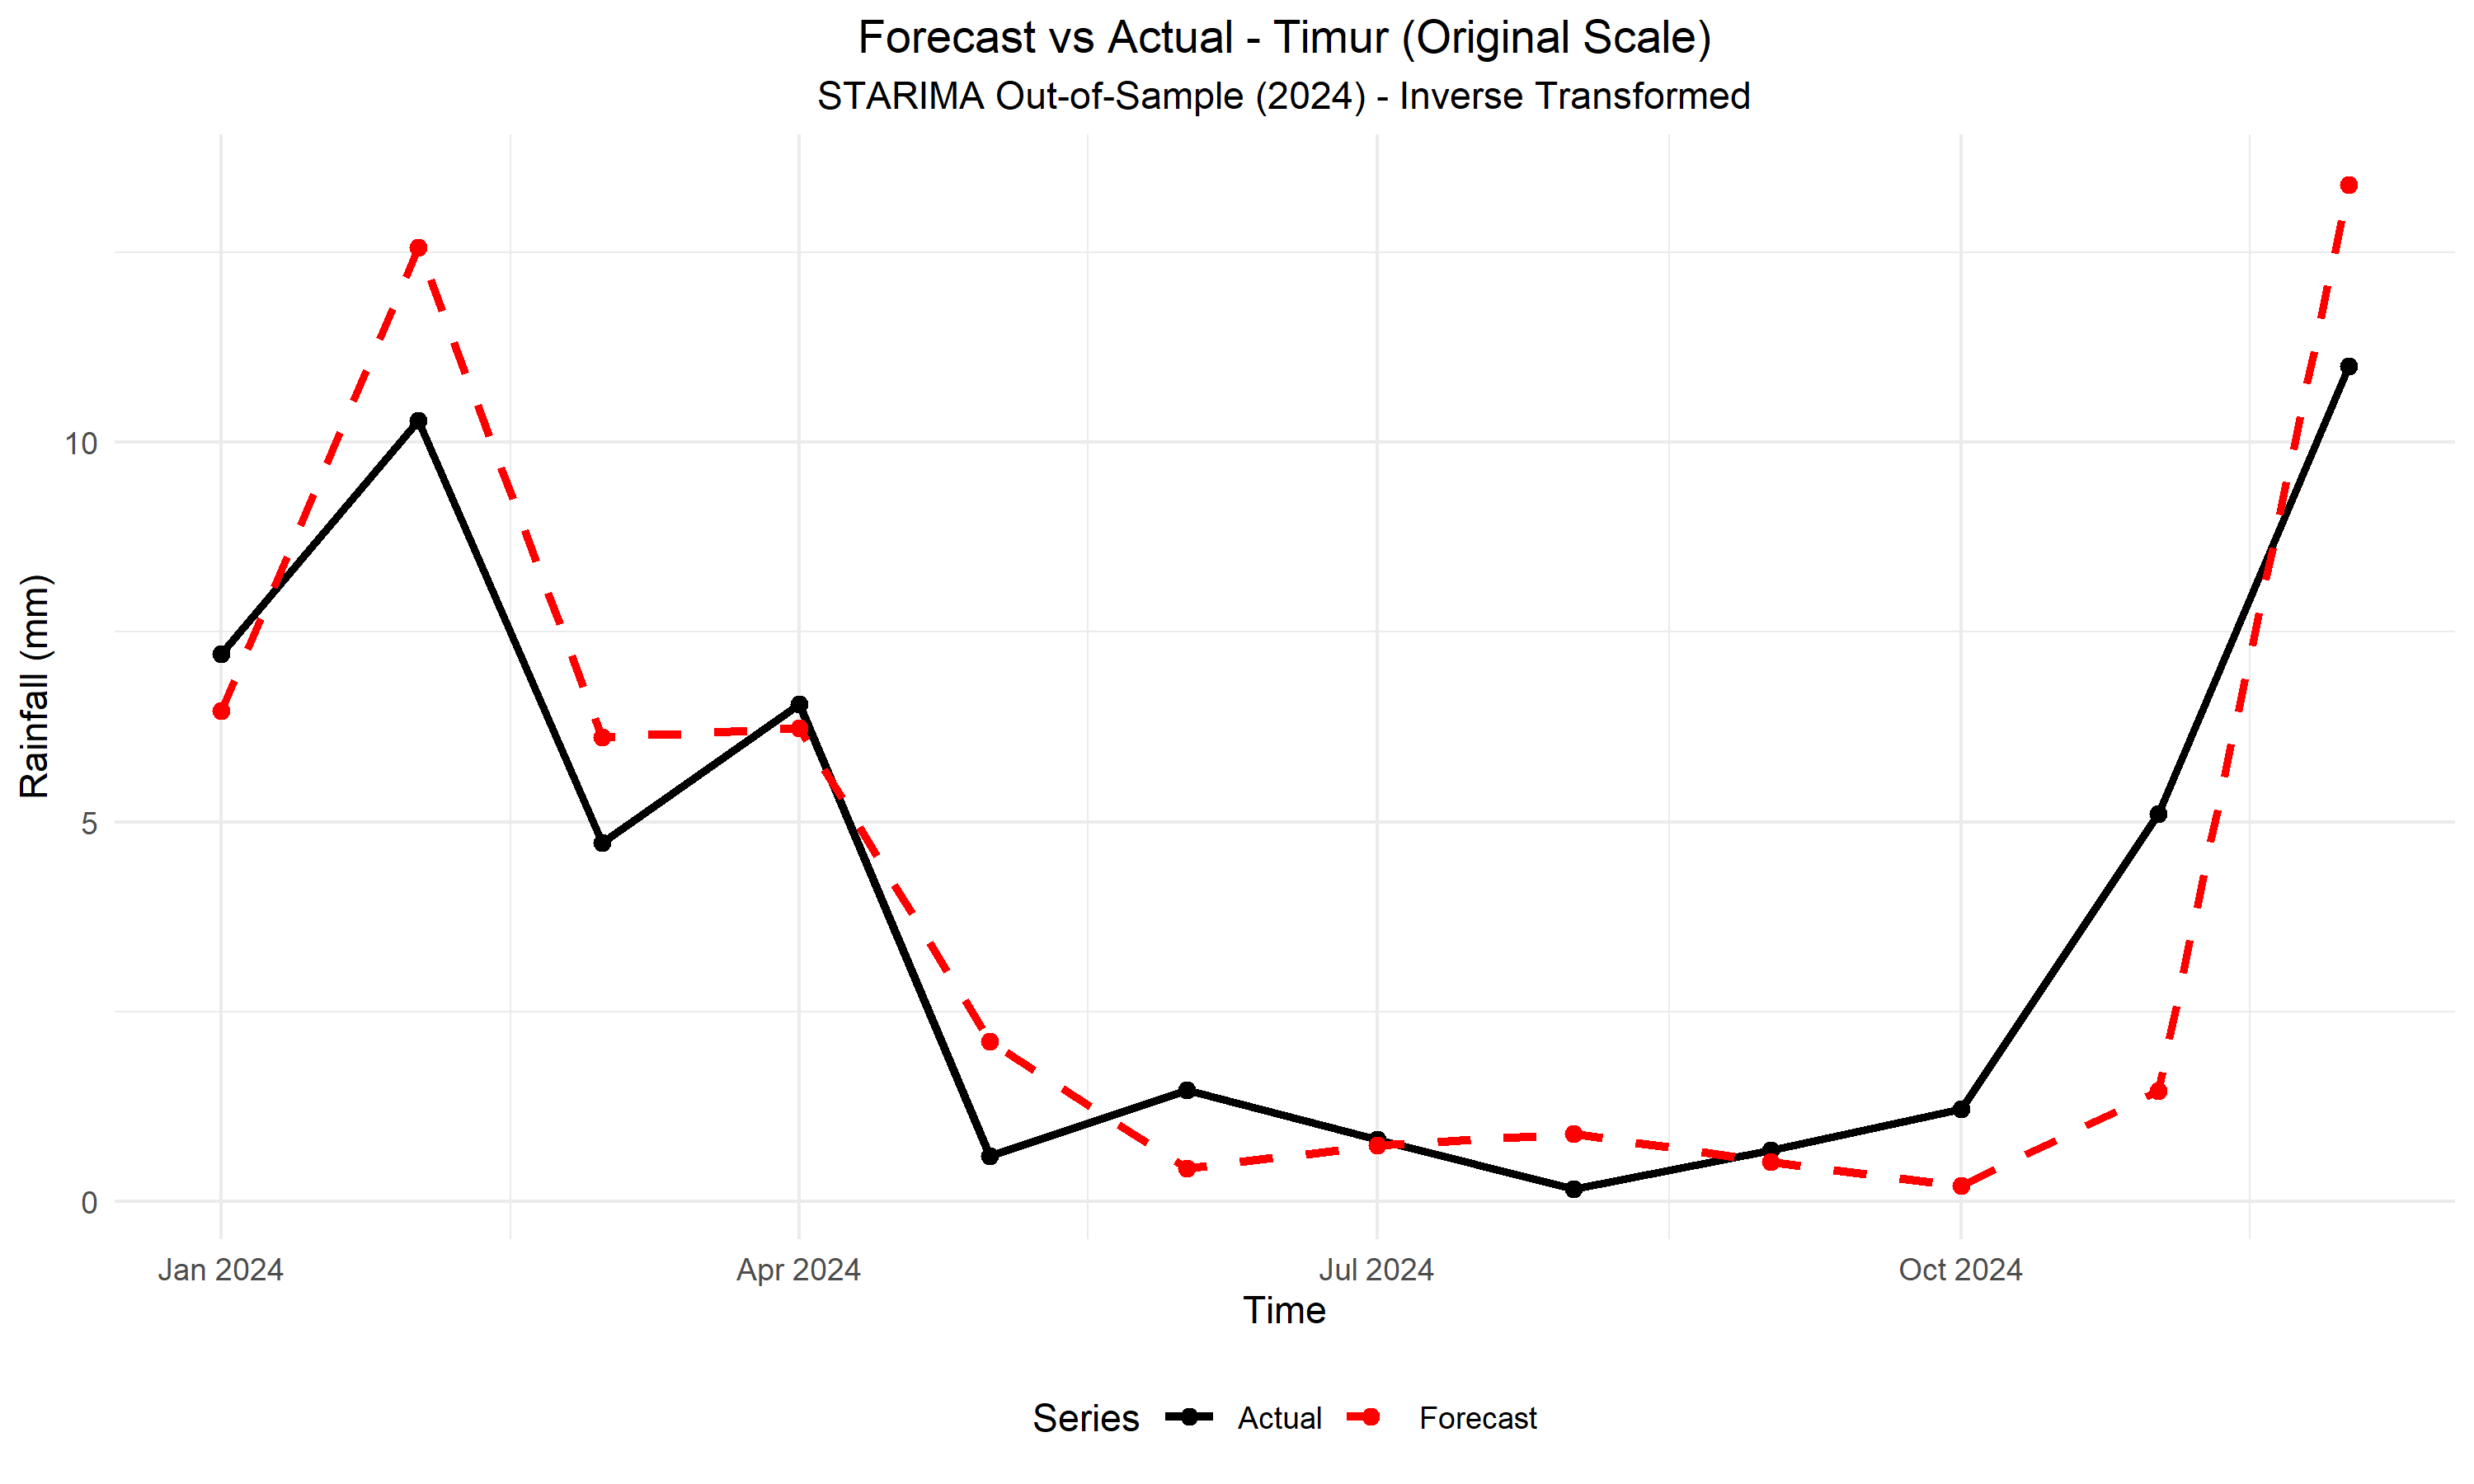 Forecast vs Actual - Timur (Original Scale)
STARIMA Out-of-Sample (2024) - Inverse Transformed
Rainfall (mm)
10
5
0
Jan 2024 Apr 2024 Jul 2024 Oct 2024
Time
Series Actual Forecast